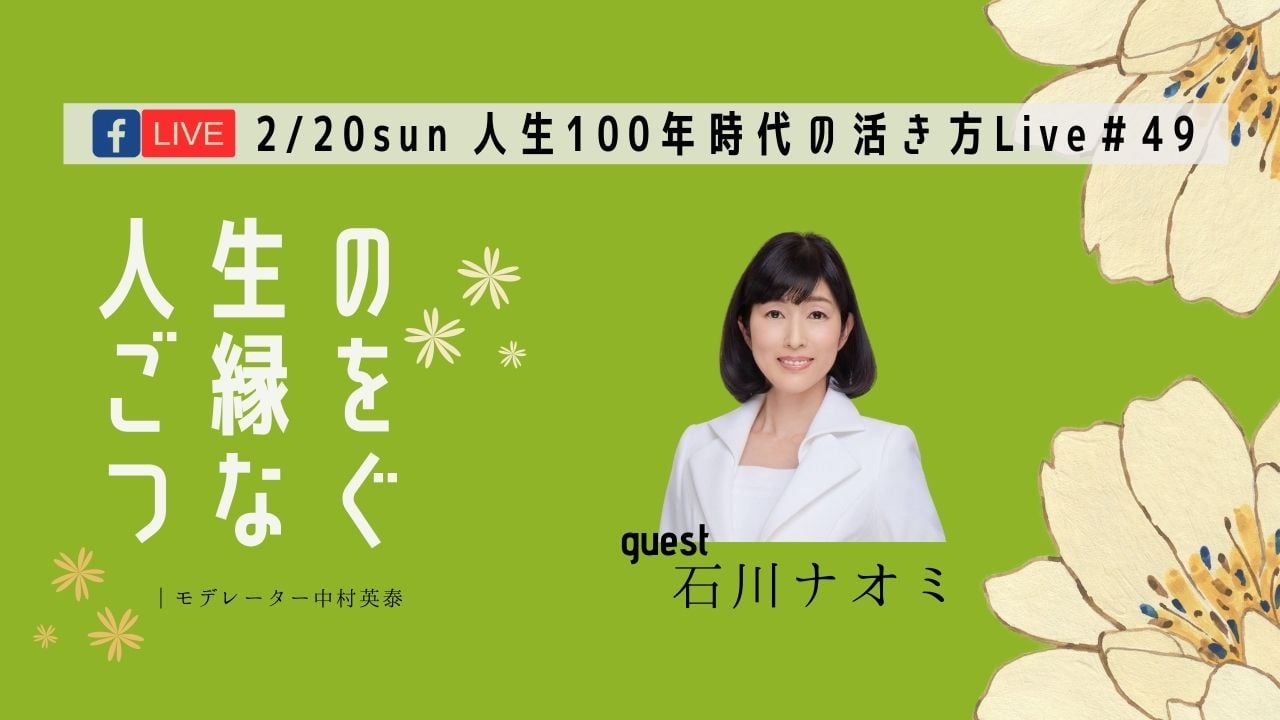 f LIVE 2/20sun 人生100年時代の活き方Live#49
人生の
ご縁を
つなぐ
|モデレーター中村英泰
guest
石川ナオミ